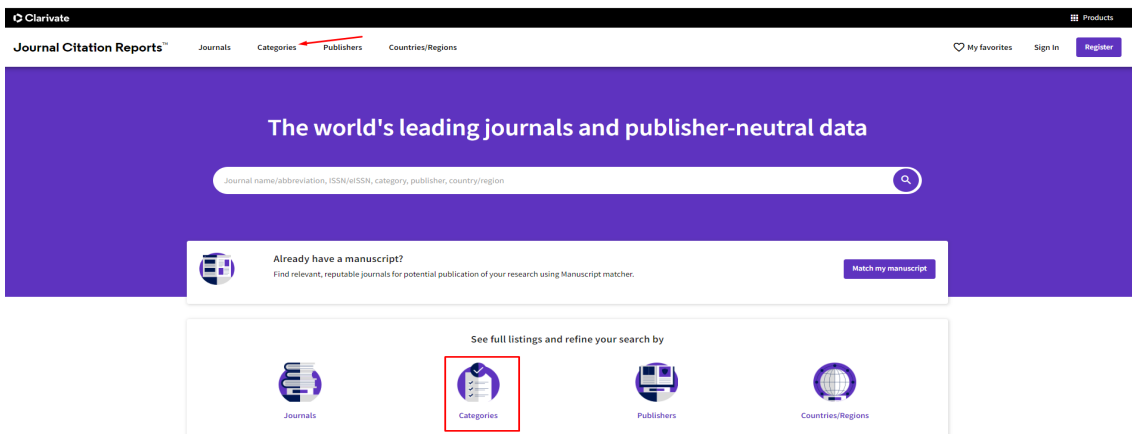 Clarivate
Products
Journal Citation Reports™ Journals Categories Publishers Countries/Regions My favorites Sign In Register
The world's leading journals and publisher-neutral data
Journal name/abbreviation, ISSN/eISSN, category, publisher, country/region
Already have a manuscript?
Find relevant, reputable journals for potential publication of your research using Manuscript matcher.
Match my manuscript
See full listings and refine your search by
Journals Categories Publishers Countries/Regions